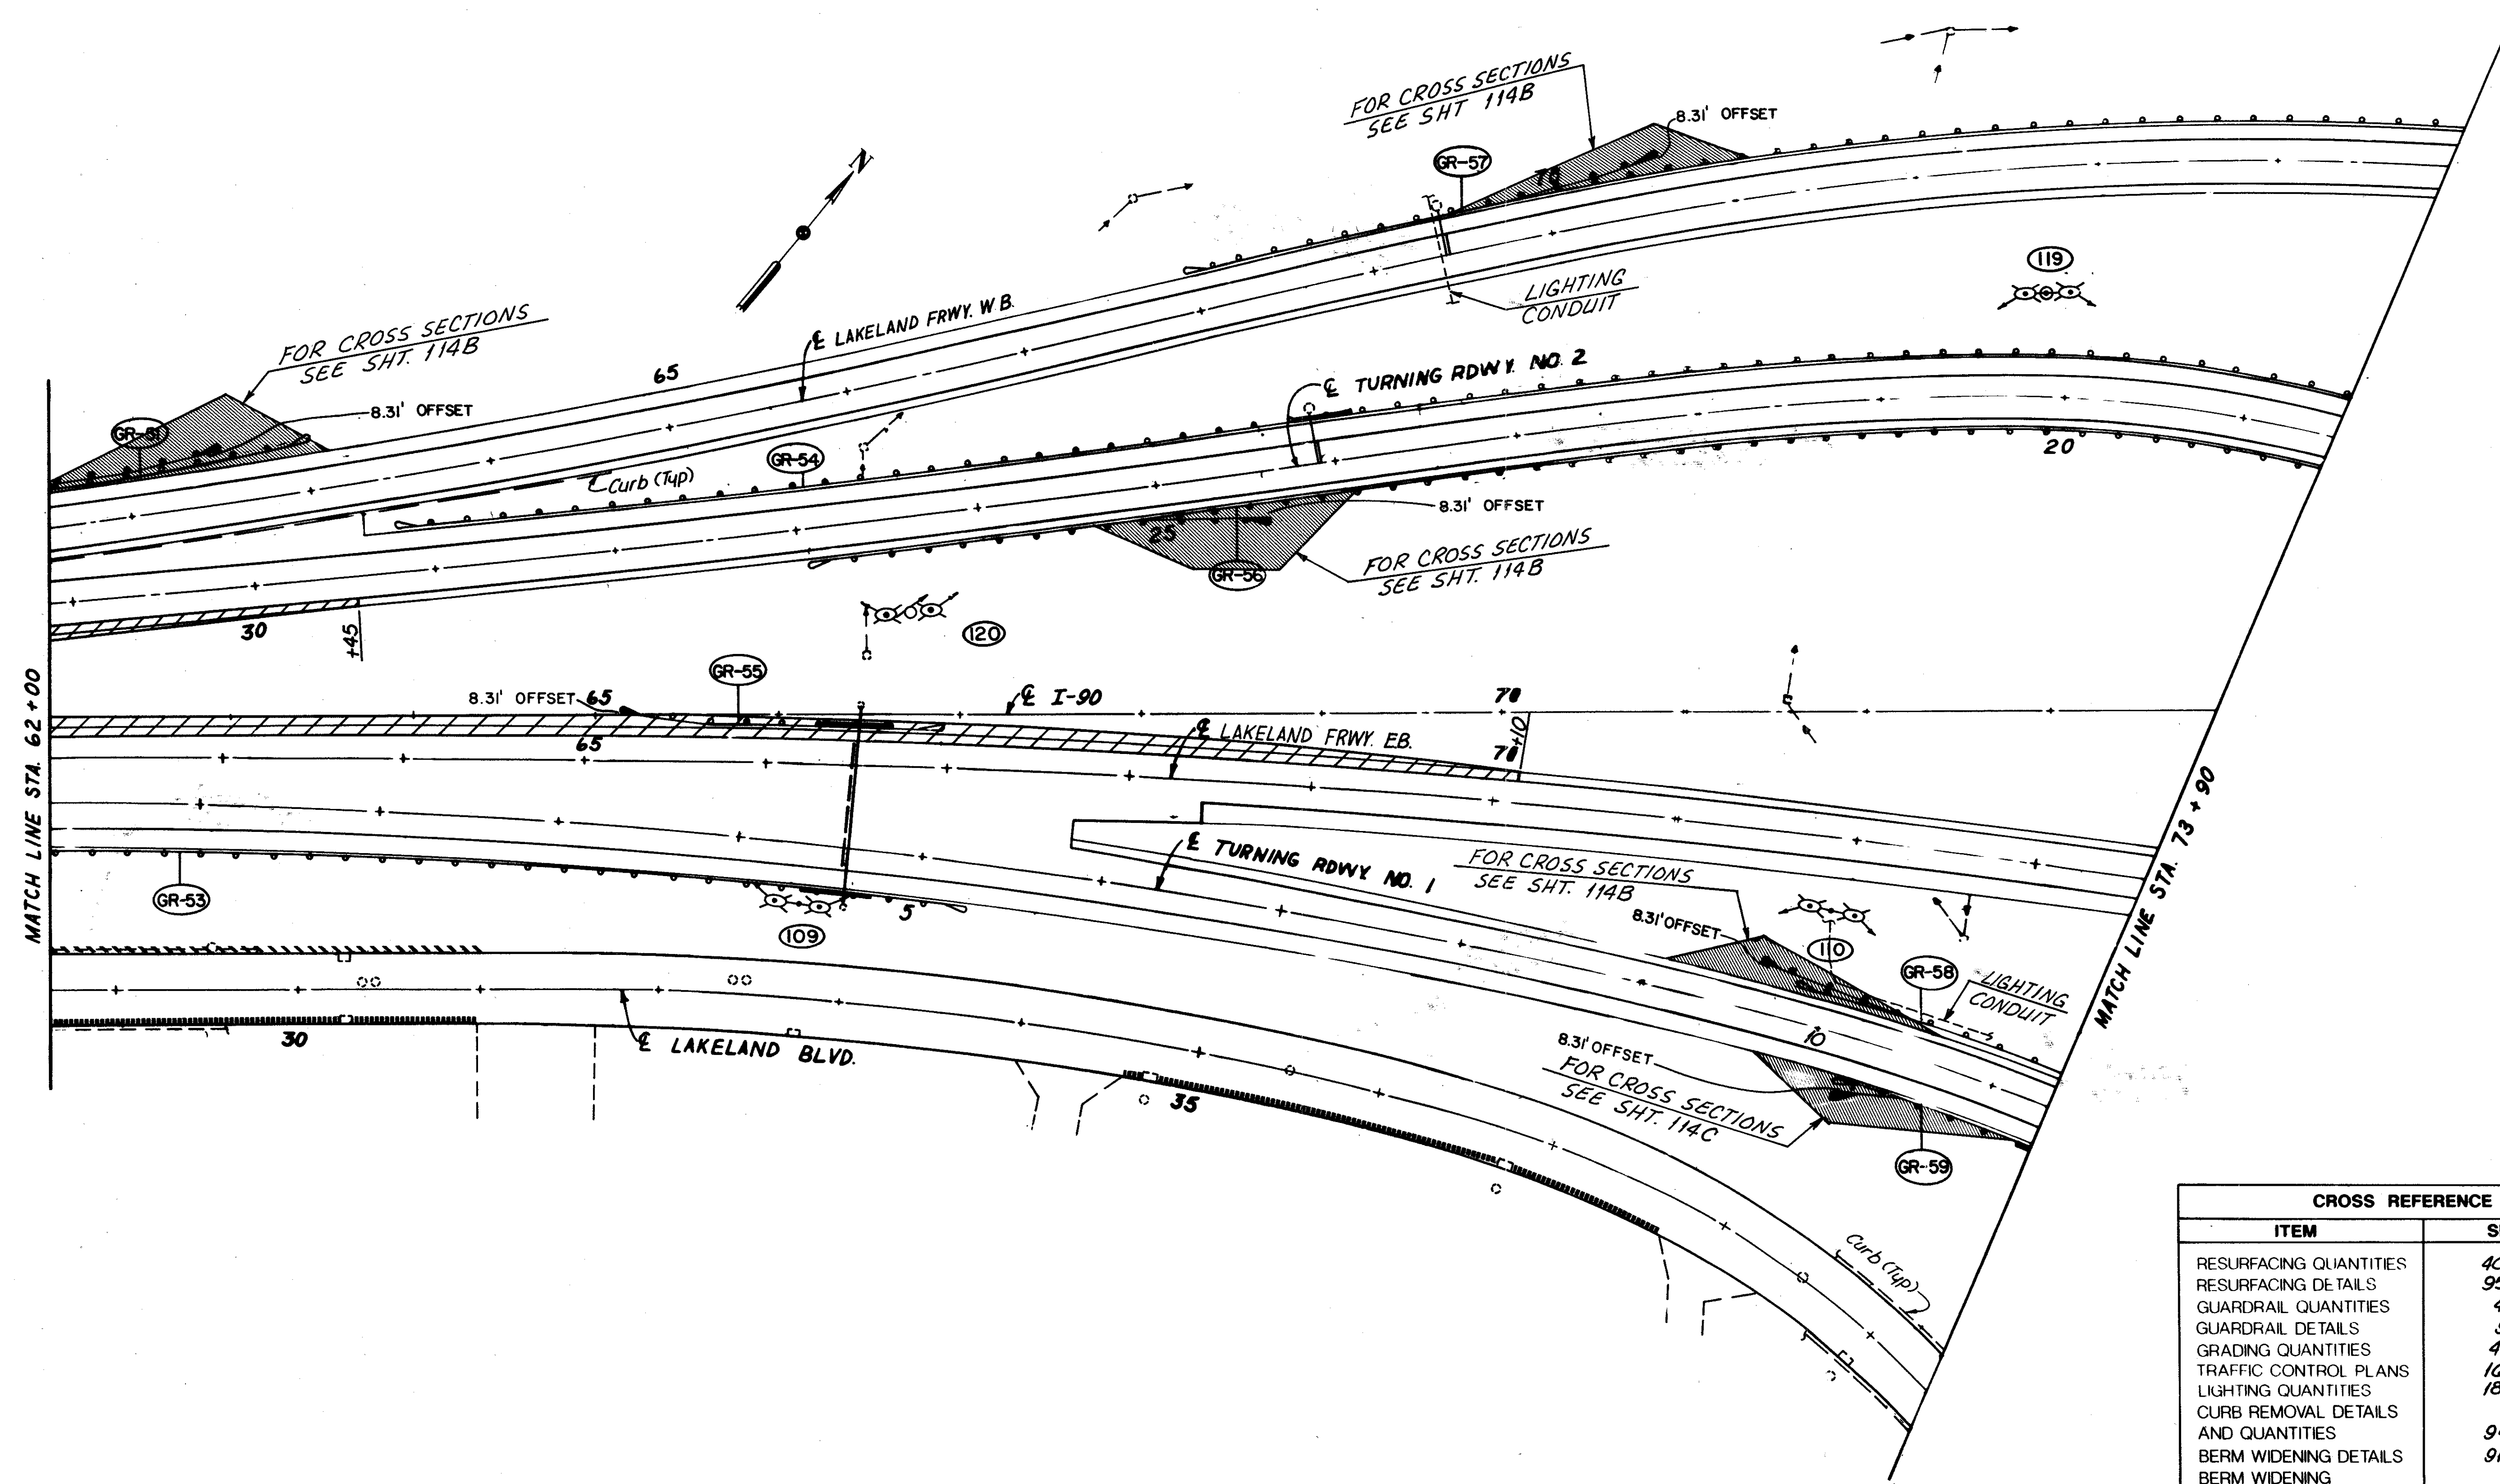 FOR CROSS SECTIONS
SEE SHT 114B
8.31' OFFSET
GR-57
70
N
119
LIGHTING
CONDUIT
FOR CROSS SECTIONS
SEE SHT. 114B
8.31' OFFSET
GR-51
65
℄ LAKELAND FRWY. W.B.
℄ TURNING RDWY. NO. 2
20
Curb (Typ)
GR-54
25
8.31' OFFSET
GR-56
FOR CROSS SECTIONS
SEE SHT. 114B
30
+45
120
MATCH LINE STA. 62+00
GR-55
8.31' OFFSET
65
65
℄ I-90
70
70
+10
℄ LAKELAND FRWY. E.B.
℄ TURNING RDWY. NO. 1
FOR CROSS SECTIONS
SEE SHT. 114B
8.31' OFFSET
GR-53
5
109
110
GR-58
LIGHTING
CONDUIT
MATCH LINE STA. 73+90
30
℄ LAKELAND BLVD.
10
8.31' OFFSET
FOR CROSS SECTIONS
SEE SHT. 114C
GR-59
35
Curb (Typ)
CROSS REFERENCE
ITEM
RESURFACING QUANTITIES
RESURFACING DETAILS
GUARDRAIL QUANTITIES
GUARDRAIL DETAILS
GRADING QUANTITIES
TRAFFIC CONTROL PLANS
LIGHTING QUANTITIES
CURB REMOVAL DETAILS
AND QUANTITIES
BERM WIDENING DETAILS
BERM WIDENING